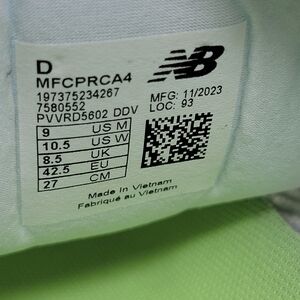 D
MFCPRCA4
197375234267
7580552
PVVRD5602 DDV
MFG: 11/2023
LOC: 93
9 US M
10.5 US W
8.5 UK
42.5 EU
27 CM
Made in Vietnam
Fabriqué au Vietnam
NB